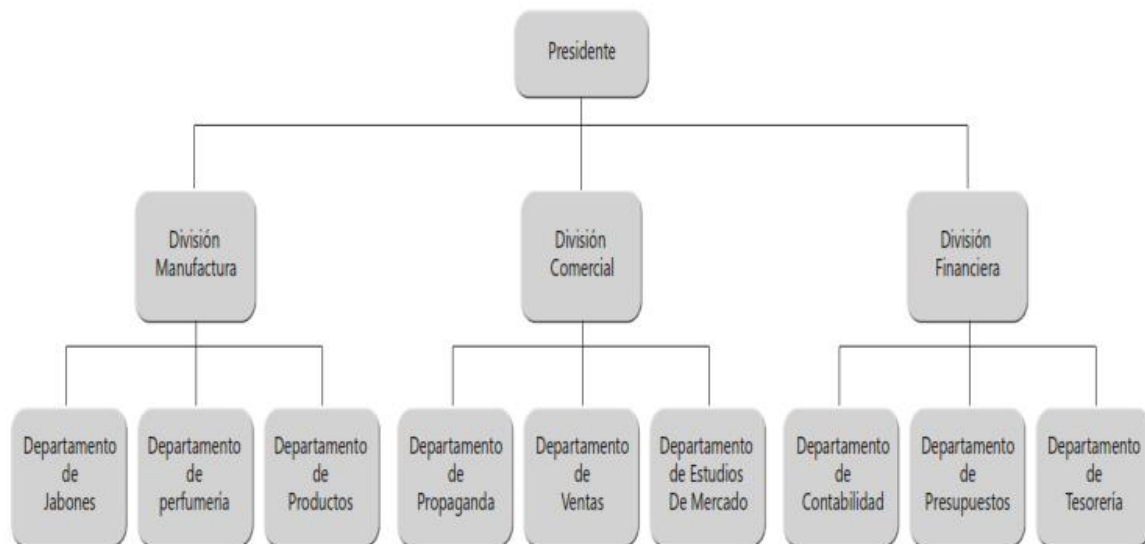 Presidente
División
Manufactura
División
Comercial
División
Financiera
Departamento
de
Jabones
Departamento
de
perfumeria
Departamento
de
Productos
Departamento
de
Propaganda
Departamento
de
Ventas
Departamento
de Estudios
De Mercado
Departamento
de
Contabilidad
Departamento
de
Presupuestos
Departamento
de
Tesorería